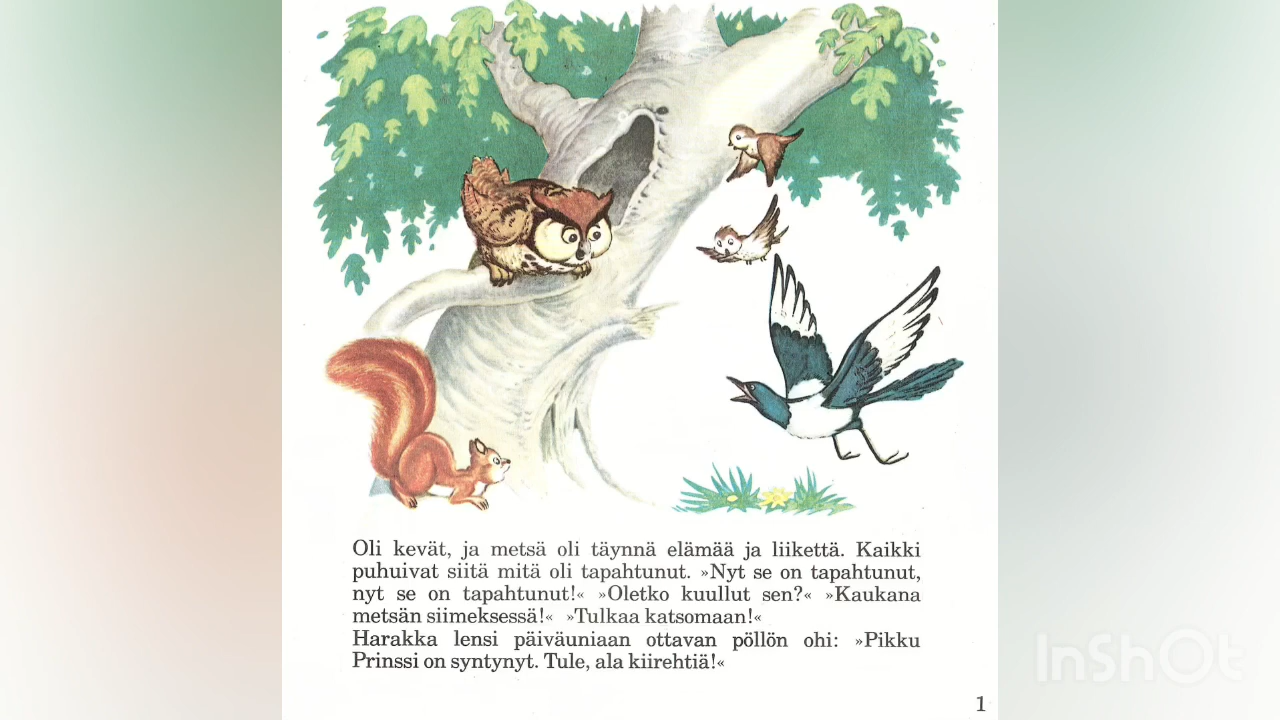 Oli kevät, ja metsä oli täynnä elämää ja liikettä. Kaikki
puhuivat siitä mitä oli tapahtunut. »Nyt se on tapahtunut,
nyt se on tapahtunut!« »Oletko kuullut sen?« »Kaukana
metsän siimeksessä!« »Tulkaa katsomaan!«
Harakka lensi päiväuniaan ottavan pöllön ohi: »Pikku
Prinssi on syntynyt. Tule, ala kiirehtiä!«
InShOt
1